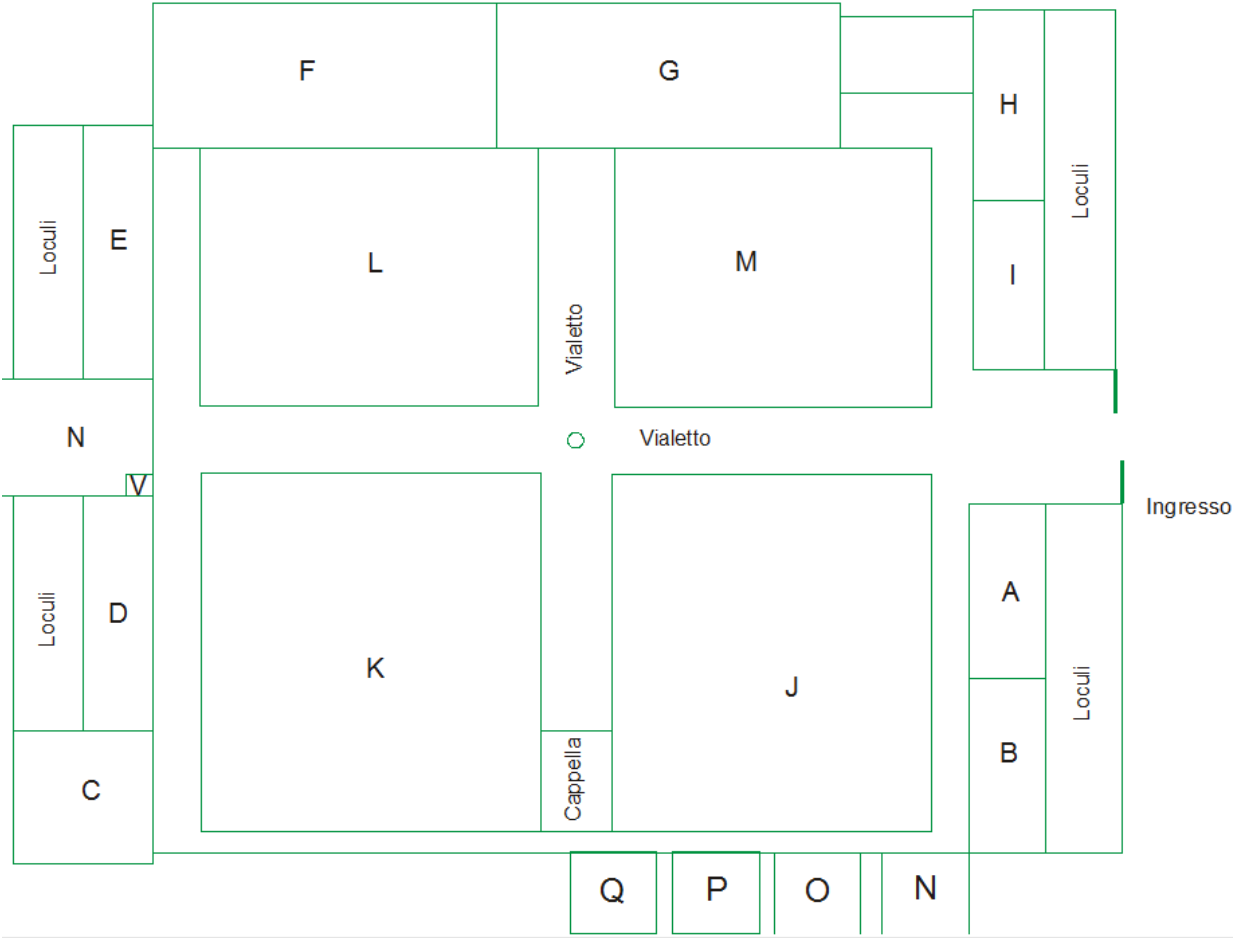 F
G
H
Loculi
Loculi
E
L
M
I
Vialetto
N
Vialetto
V
Ingresso
Loculi
D
A
K
J
Loculi
B
Cappella
C
Q
P
O
N